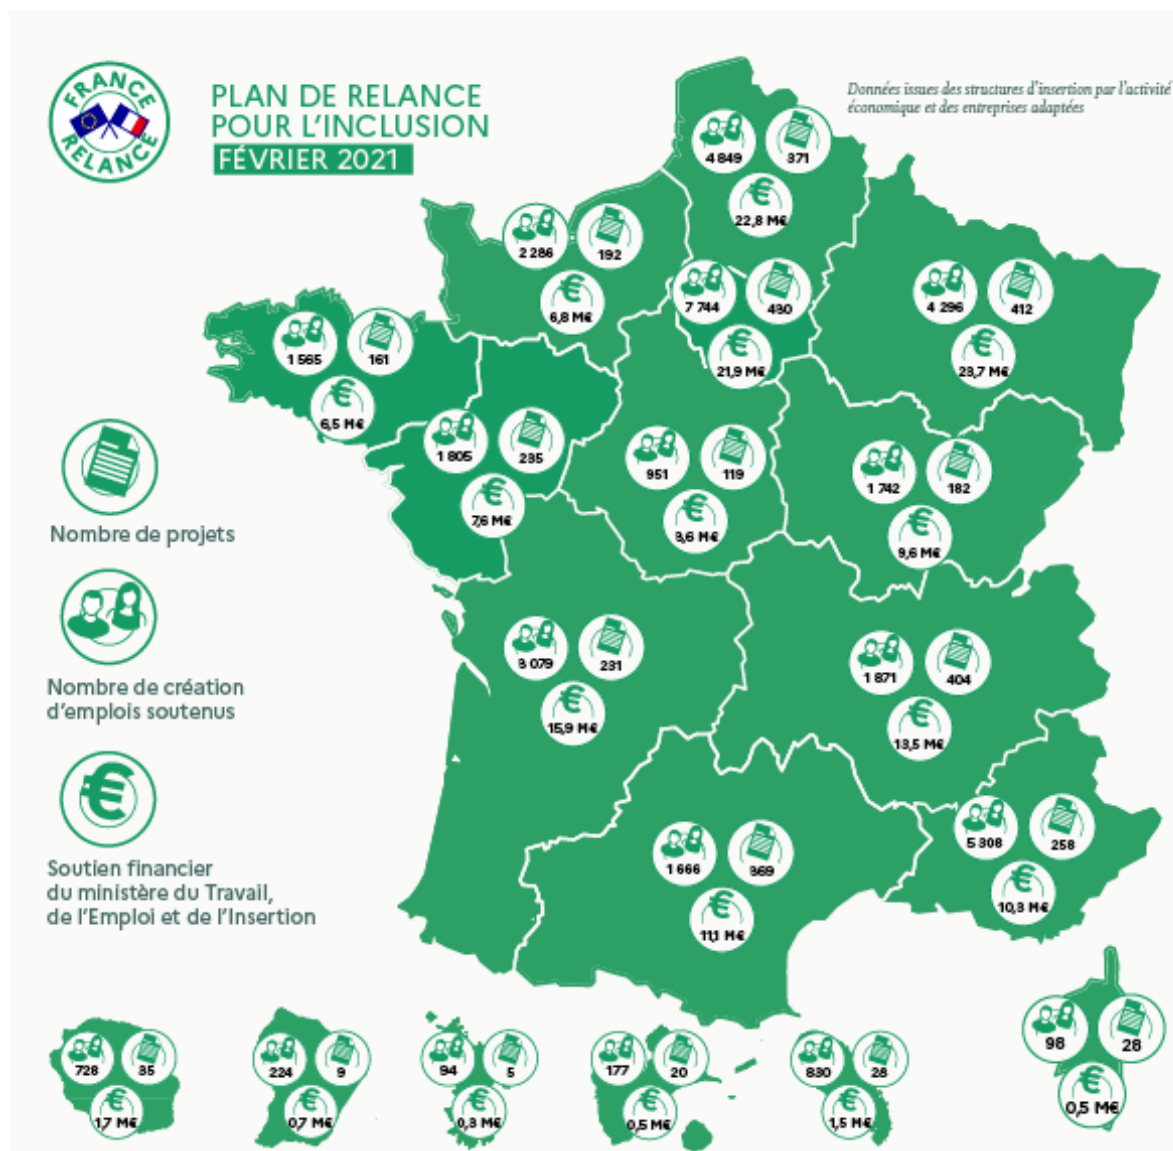 FRANCE
RELANCE
PLAN DE RELANCE
POUR L'INCLUSION
FÉVRIER 2021
Données issues des structures d'insertion par l'activité
économique et des entreprises adaptées
4 849
371
22,8 M€
2 286
192
6,8 M€
7 744
430
21,9 M€
4 296
412
23,7 M€
1 565
161
6,5 M€
1 805
235
7,6 M€
951
119
3,6 M€
1 742
182
9,6 M€
Nombre de projets
Nombre de création
d'emplois soutenus
Soutien financier
du ministère du Travail,
de l'Emploi et de l'Insertion
3 079
231
15,9 M€
1 871
404
13,5 M€
1 666
369
11,1 M€
5 308
258
10,3 M€
728
35
1,7 M€
224
9
0,7 M€
94
5
0,3 M€
177
20
0,5 M€
830
28
1,5 M€
98
28
0,5 M€